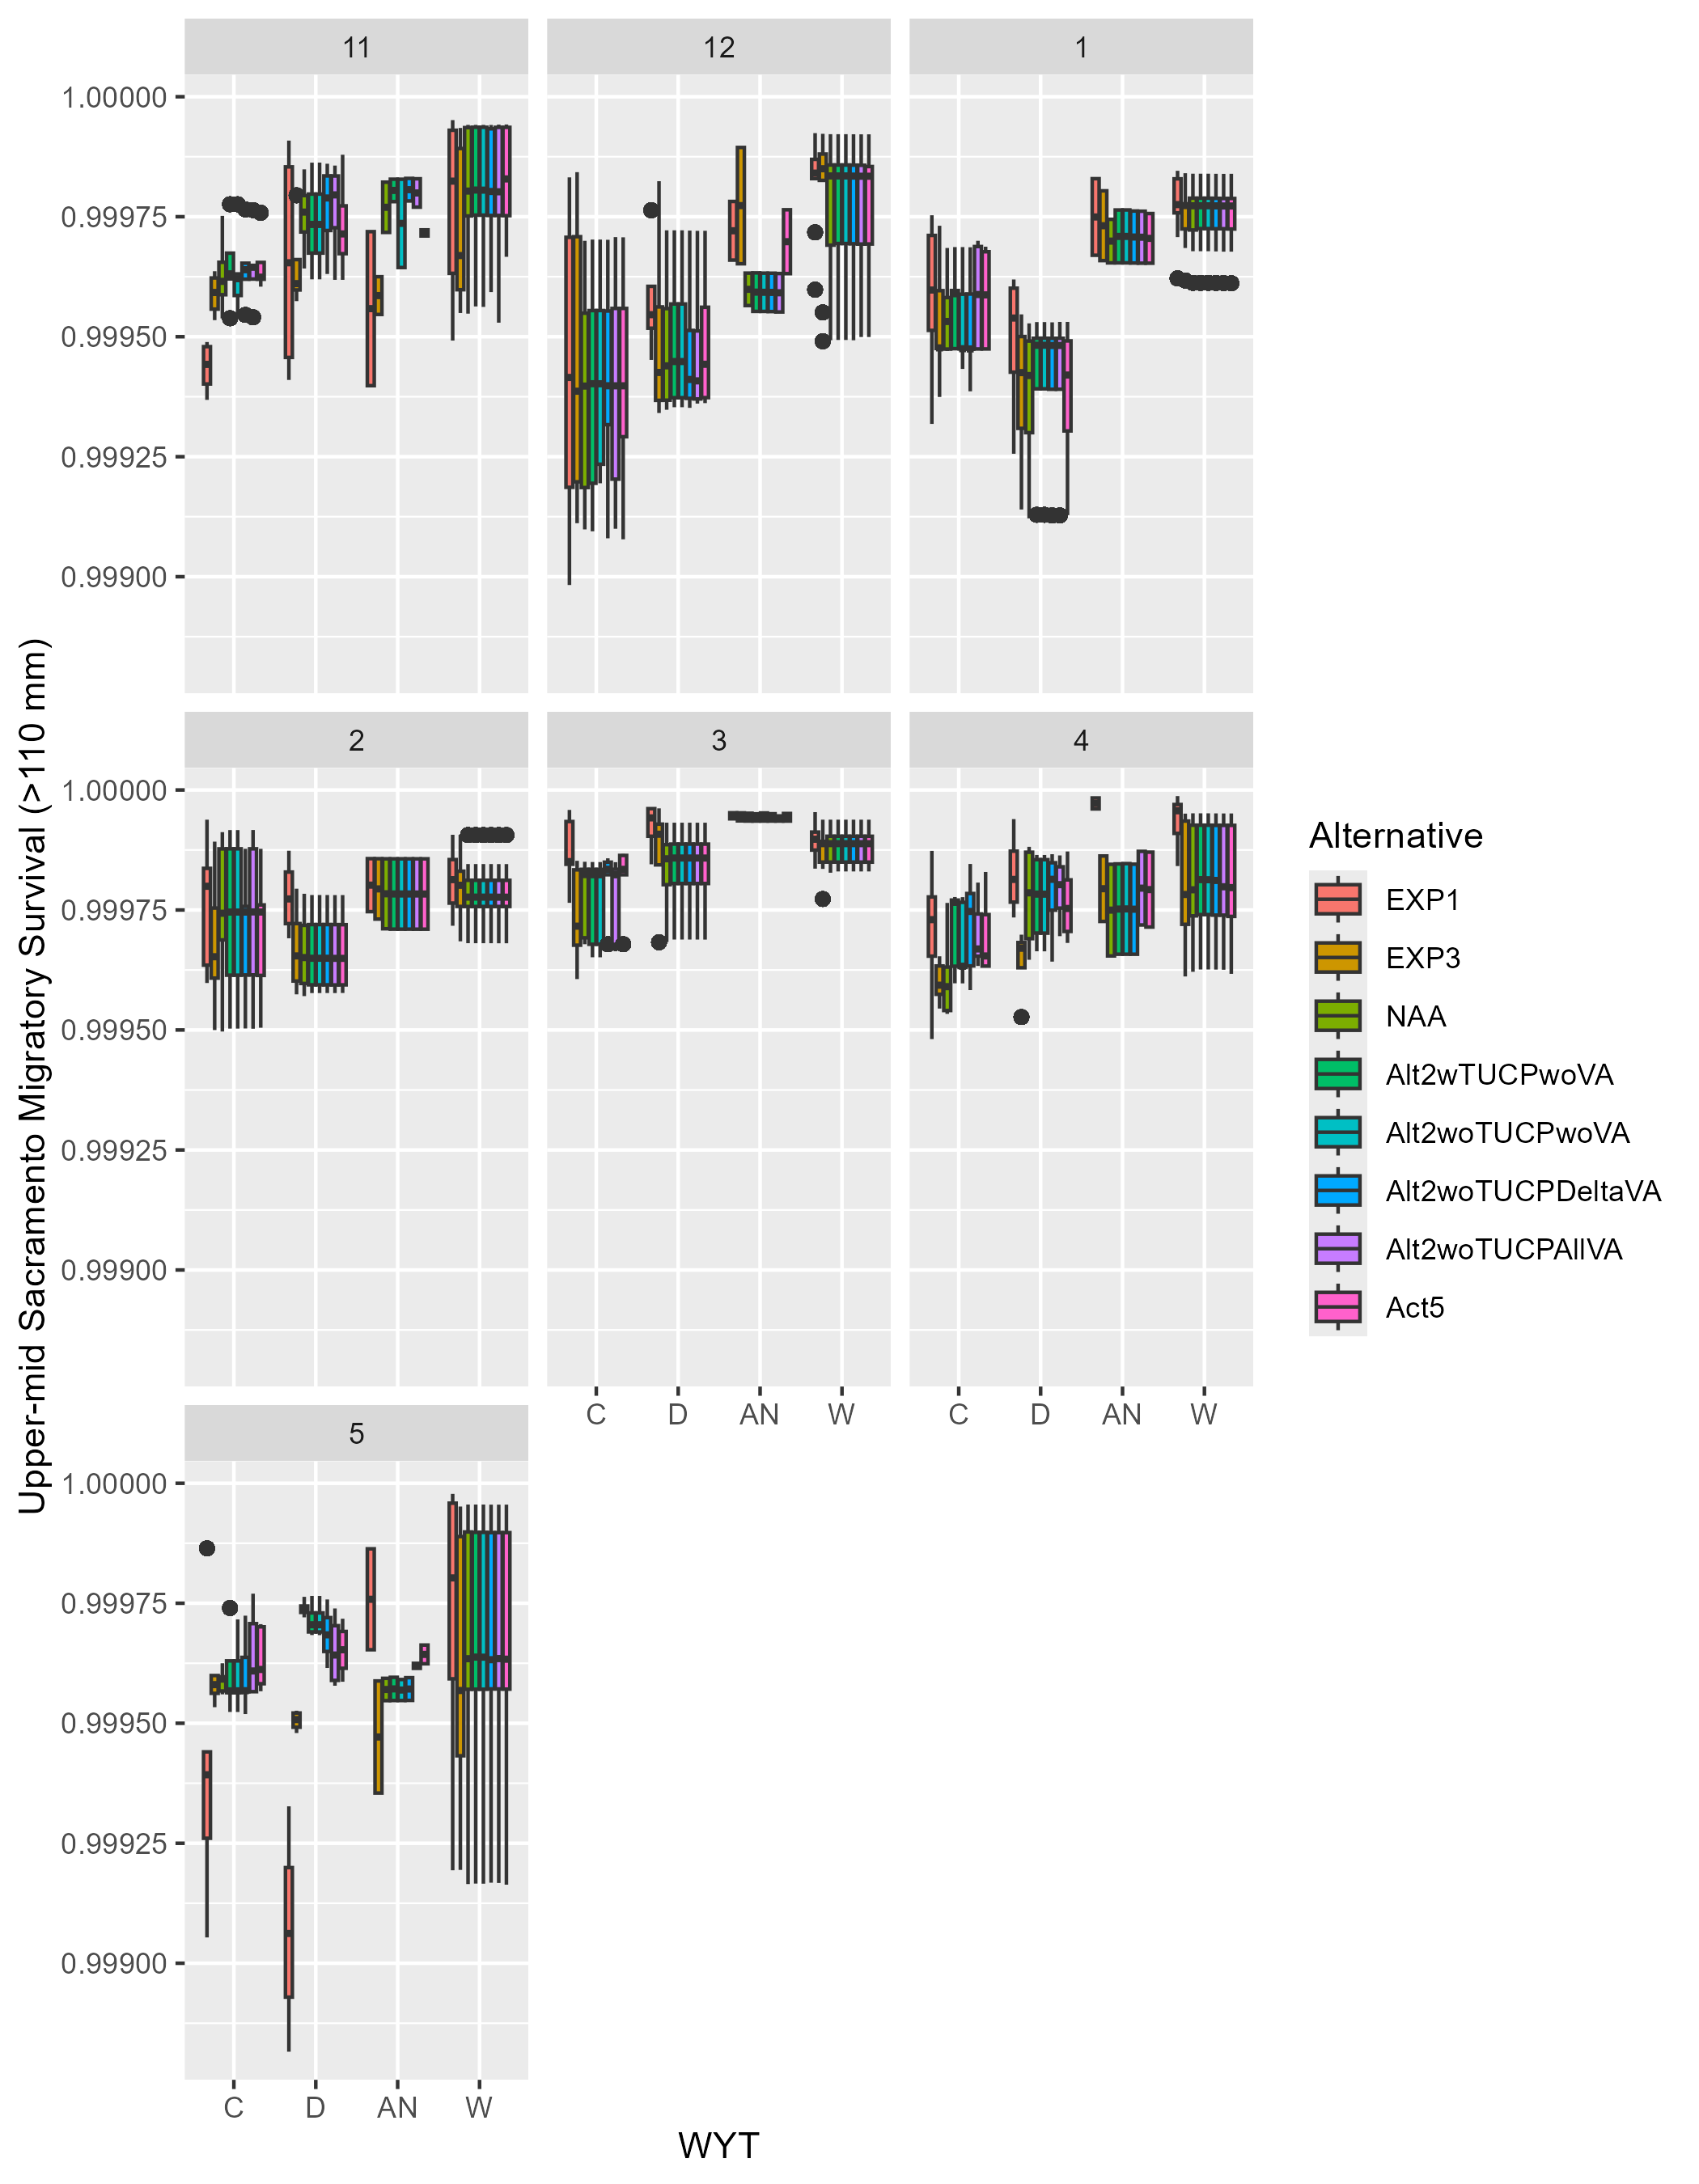 11
12
1
1.00000
0.99975
0.99950
0.99925
0.99900
2
3
4
1.00000
0.99975
0.99950
0.99925
0.99900
C D AN W
C D AN W
5
1.00000
0.99975
0.99950
0.99925
0.99900
C D AN W
WYT
Upper-mid Sacramento Migratory Survival (>110 mm)
Alternative
EXP1
EXP3
NAA
Alt2wTUCPwoVA
Alt2woTUCPwoVA
Alt2woTUCPDeltaVA
Alt2woTUCPAllVA
Act5